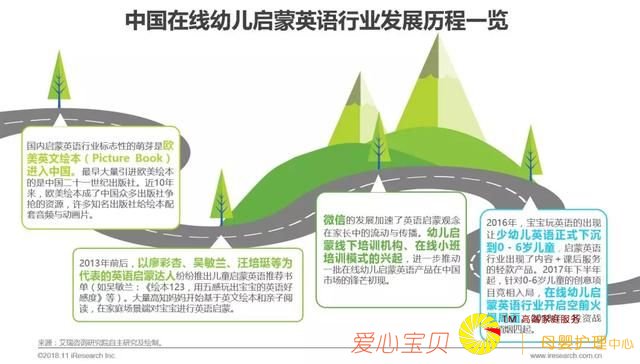 中国在线幼儿启蒙英语行业发展历程一览
国内启蒙英语行业标志性的萌芽是欧
美英文绘本（Picture Book）
进入中国。最早大量引进欧美绘本
的是中国二十一世纪出版社。近10年
来，欧美绘本成了中国众多出版社争
抢的资源，许多知名出版社给绘本配
套音频与动画片。
2013年前后，以廖彩杏、吴敏兰、汪培珽等为
代表的英语启蒙达人纷纷推出儿童启蒙英语推荐书
单（如吴敏兰：《绘本123，用五感玩出宝宝的英语好
感度》等）。大量高知妈妈开始基于英文绘本和亲子阅
读，在家庭场景端对宝宝进行英语启蒙。
微信的发展加速了英语启蒙观念
在家长中的流动与传播。幼儿启
蒙线下培训机构、在线小班
培训模式的兴起，进一步推动
一批在线幼儿启蒙英语产品在中国
市场的锋芒初现。
2016年，宝宝玩英语的出现
让少幼儿英语正式下沉
到0-6岁儿童，启蒙英语
行业出现了内容+课后服务
的轻教产品。2017年下半年
起，针对0-6岁儿童的创意项
目竞相入局，在线幼儿启
蒙英语行业开启空前火
投资战
烟四起。
TM 高端家庭服务
爱心宝贝 母婴护理中心
来源：艾瑞咨询研究院自主研究及绘制。
©2018.11 iResearch Inc.